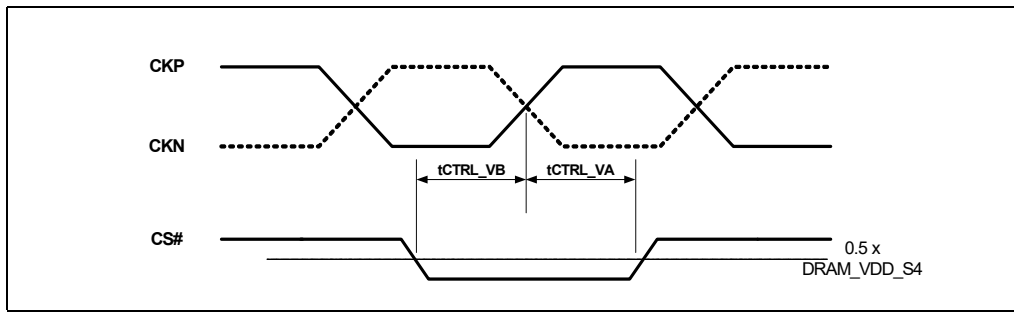 CKP
CKN
tCTRL_VB
tCTRL_VA
CS#
0.5 x
DRAM_VDD_S4